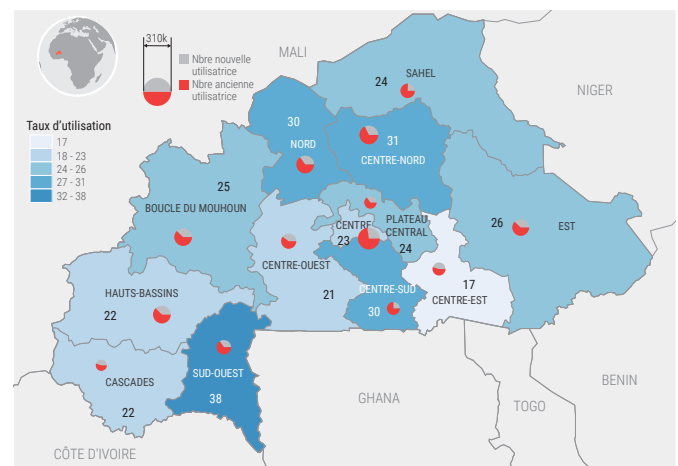 310k
Nbre nouvelle
utilisatrice
Nbre ancienne
utilisatrice
MALI
NIGER
Taux d'utilisation
17
18 - 23
24 - 26
27 - 31
32 - 38
24
SAHEL
30
NORD
31
CENTRE-NORD
25
BOUCLE DU MOUHOUN
26
EST
CENTRE
23
PLATEAU
CENTRAL
24
CENTRE-OUEST
21
CENTRE-SUD
30
17
CENTRE-EST
HAUTS-BASSINS
22
CASCADES
22
SUD-OUEST
38
GHANA
TOGO
BENIN
CÔTE D'IVOIRE